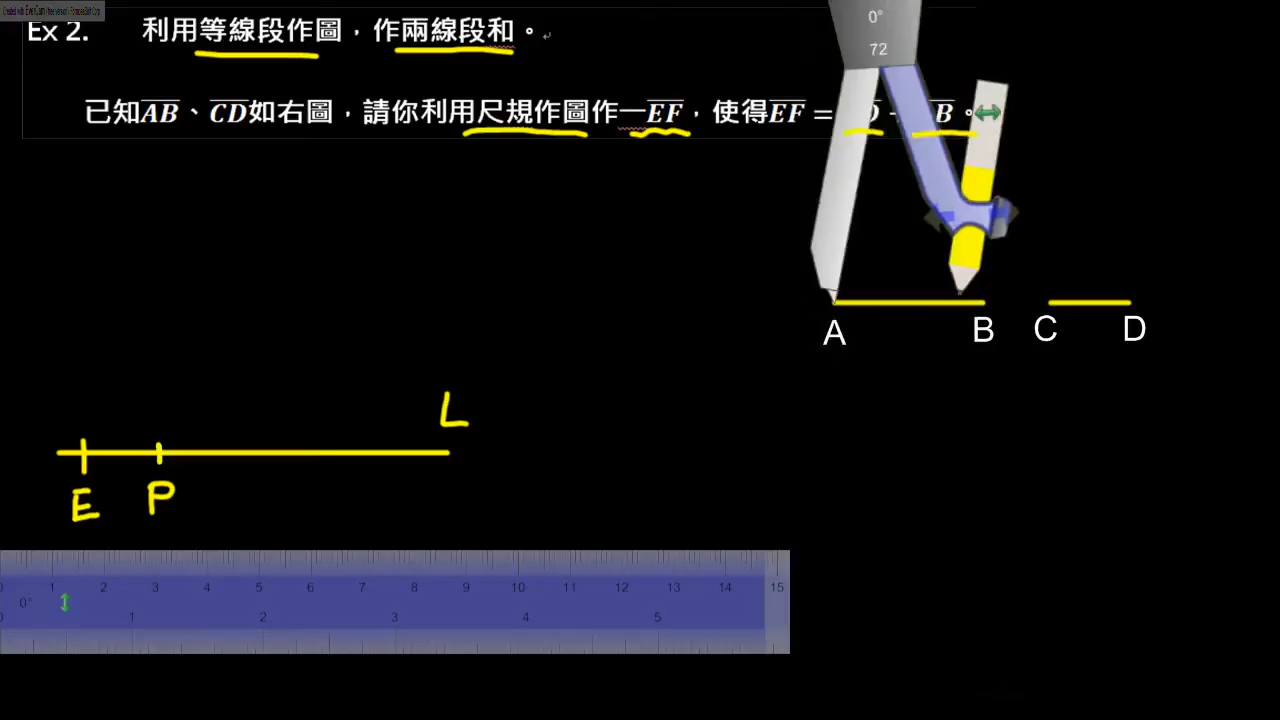 Ex 2. 利用等線段作圖，作兩線段和。
已知AB、CD如右圖，請你利用尺規作圖作一EF，使得EF = D - B。
0°
72
A B C D
L
E P
0 1 2 3 4 5 6 7 8 9 10 11 12 13 14 15
0°
0 1 2 3 4 5